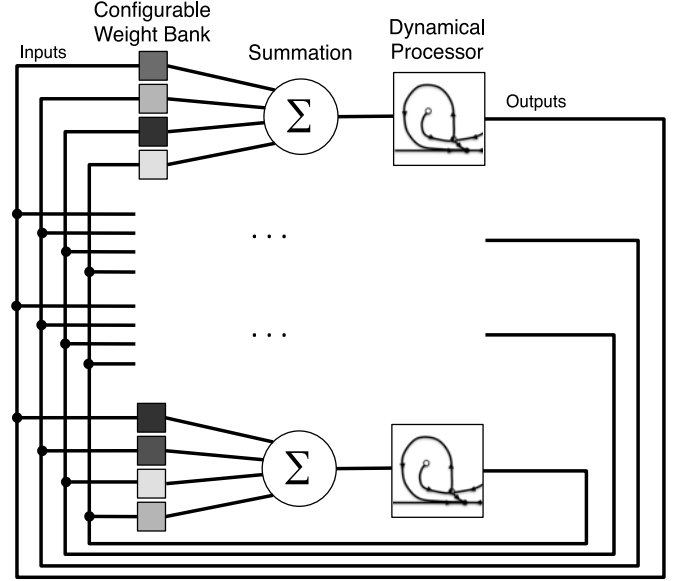 Configurable
Weight Bank
Inputs
Summation
Dynamical
Processor
Outputs
Σ
. . .
. . .
Σ